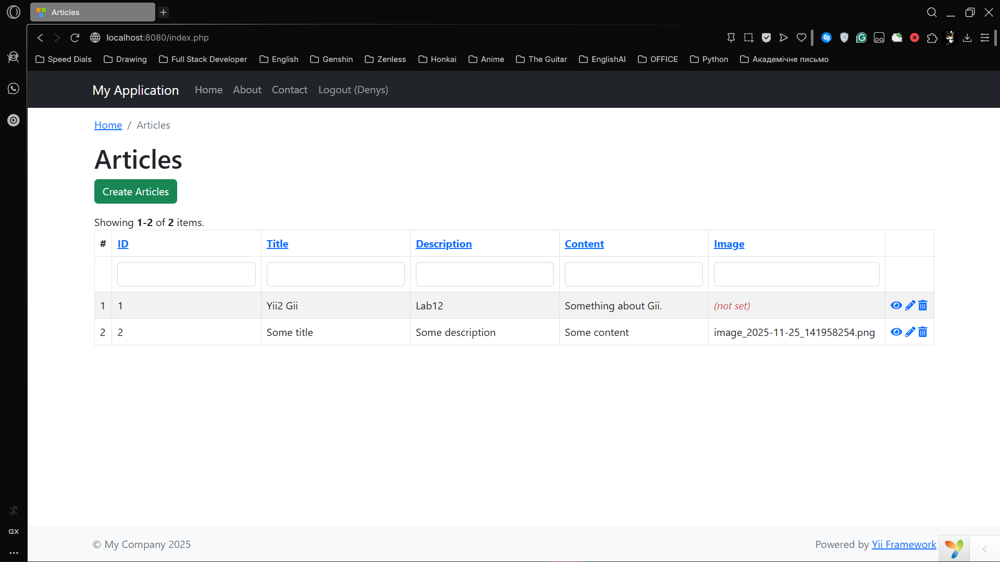 Articles
localhost:8080/index.php
Speed Dials Drawing Full Stack Developer English Genshin Zenless Honkai Anime The Guitar EnglishAI OFFICE Python Академічне письмо
My Application Home About Contact Logout (Denys)
Home / Articles
Articles
Create Articles
Showing 1-2 of 2 items.
# ID Title Description Content Image
1 1 Yii2 Gii Lab12 Something about Gii. (not set)
2 2 Some title Some description Some content image_2025-11-25_141958254.png
GX
© My Company 2025 Powered by Yii Framework